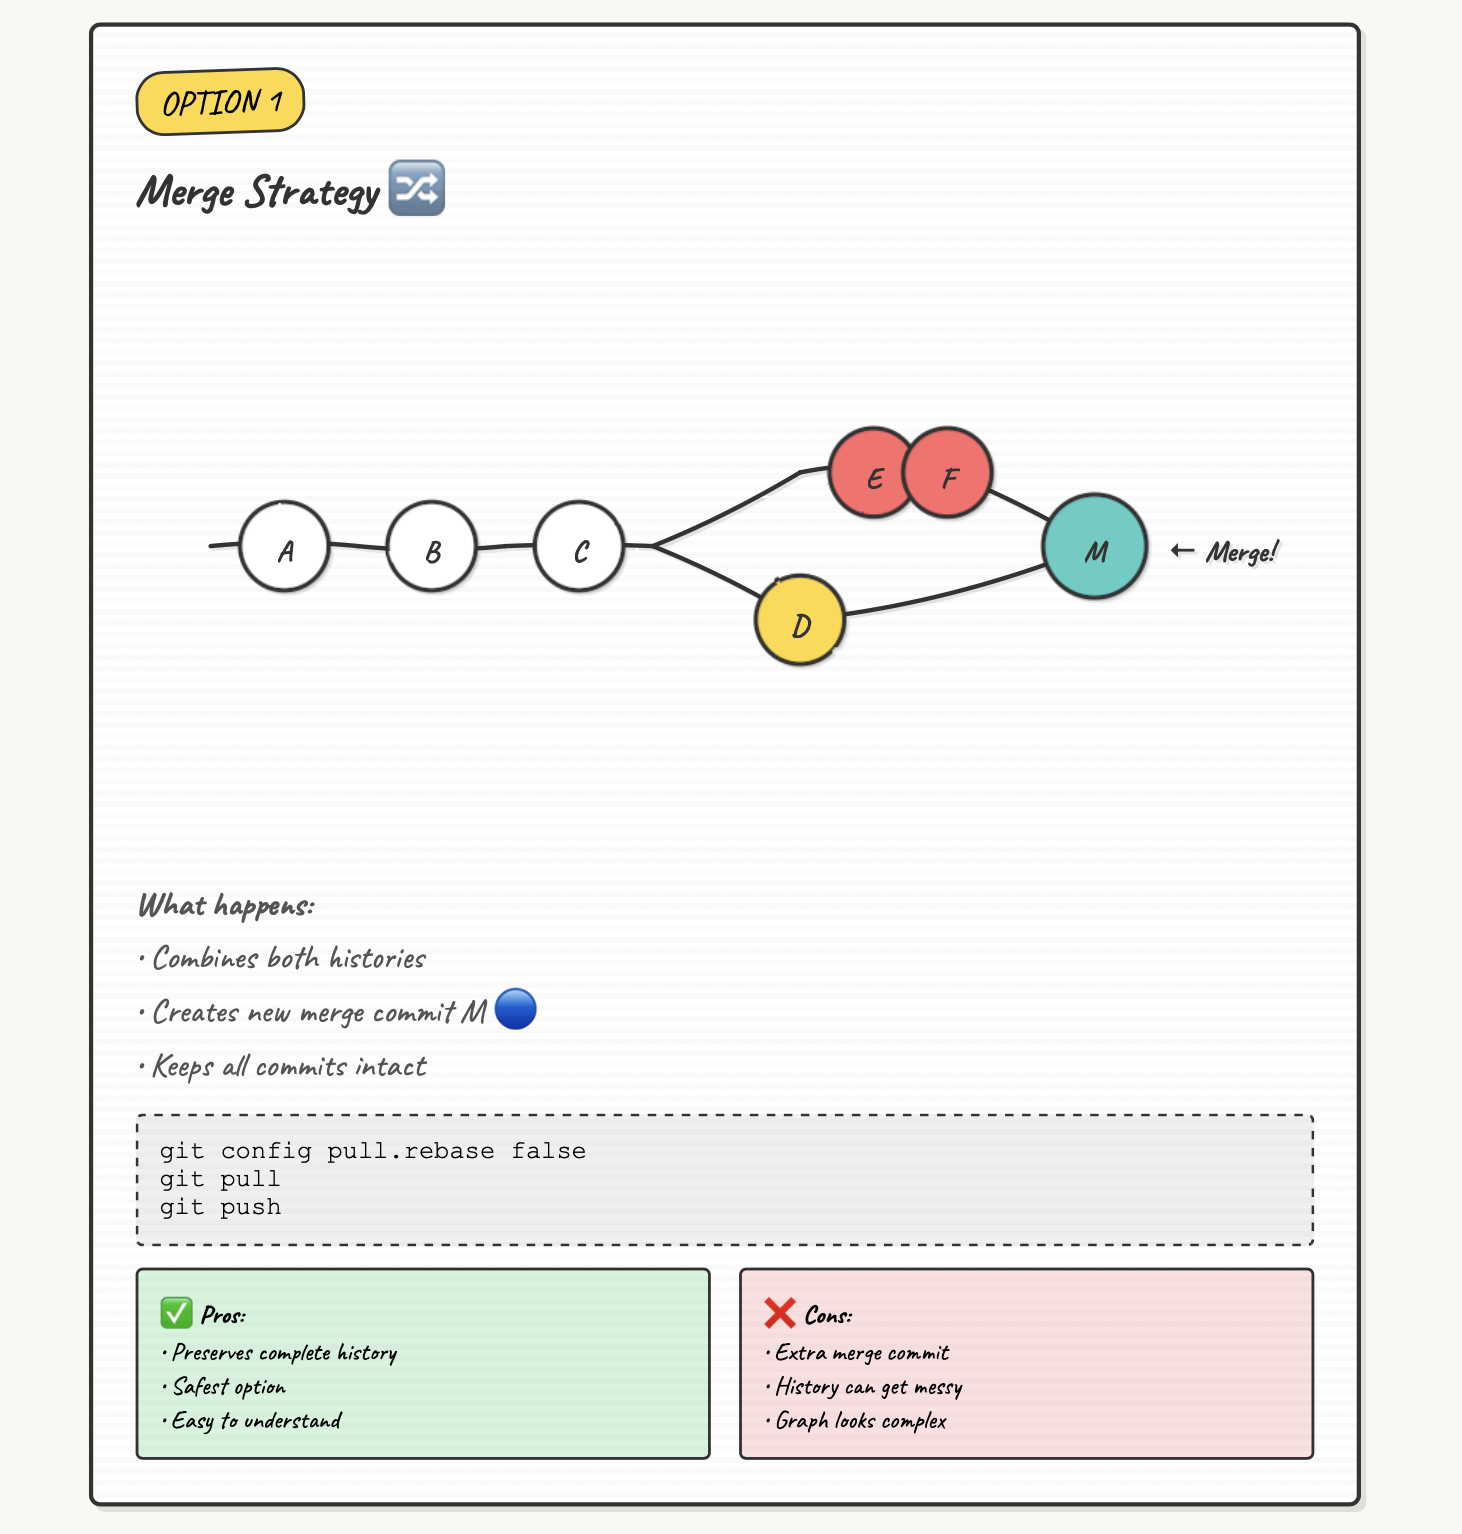 OPTION 1
Merge Strategy 🔀
E F
A B C M ← Merge!
D
What happens:
• Combines both histories
• Creates new merge commit M 🔵
• Keeps all commits intact
git config pull.rebase false
git pull
git push
✅ Pros:
• Preserves complete history
• Safest option
• Easy to understand
❌ Cons:
• Extra merge commit
• History can get messy
• Graph looks complex